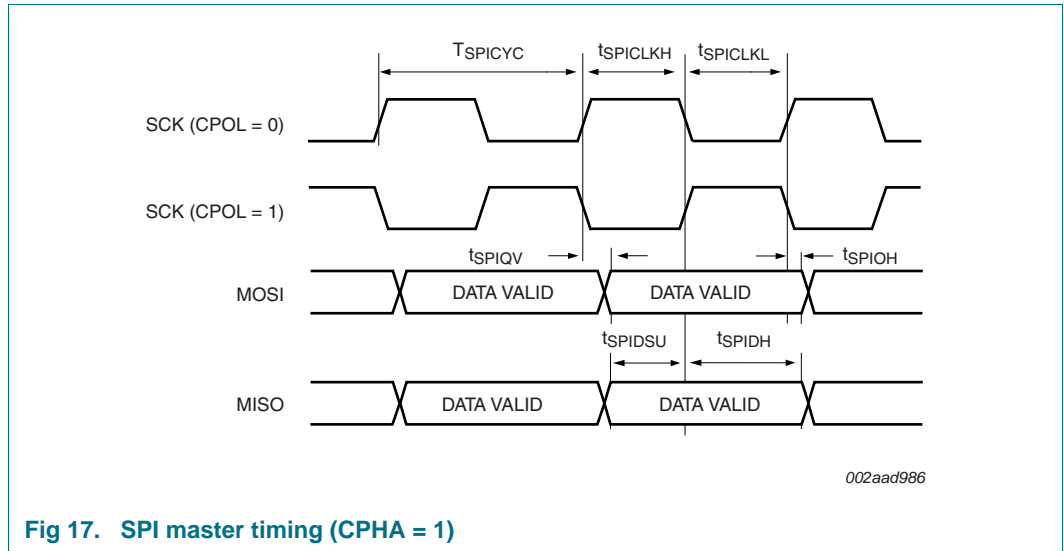 TSPICYC tSPICLKH tSPICLKL
SCK (CPOL = 0)
SCK (CPOL = 1)
tSPIQV tSPIOH
MOSI DATA VALID DATA VALID
tSPIDSU tSPIDH
MISO DATA VALID DATA VALID
002aad986
Fig 17. SPI master timing (CPHA = 1)